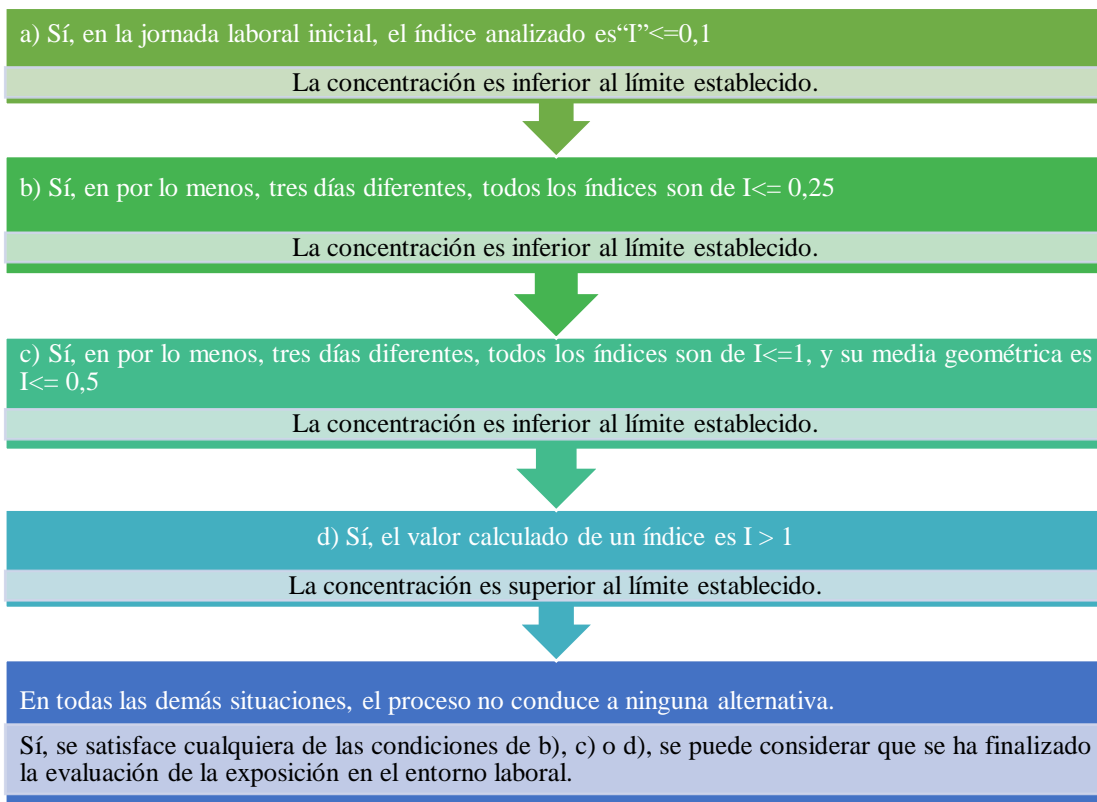 a) Sí, en la jornada laboral inicial, el índice analizado es“I”<=0,1
La concentración es inferior al límite establecido.
b) Sí, en por lo menos, tres días diferentes, todos los índices son de I<= 0,25
La concentración es inferior al límite establecido.
c) Sí, en por lo menos, tres días diferentes, todos los índices son de I<=1, y su media geométrica es
I<= 0,5
La concentración es inferior al límite establecido.
d) Sí, el valor calculado de un índice es I > 1
La concentración es superior al límite establecido.
En todas las demás situaciones, el proceso no conduce a ninguna alternativa.
Sí, se satisface cualquiera de las condiciones de b), c) o d), se puede considerar que se ha finalizado
la evaluación de la exposición en el entorno laboral.